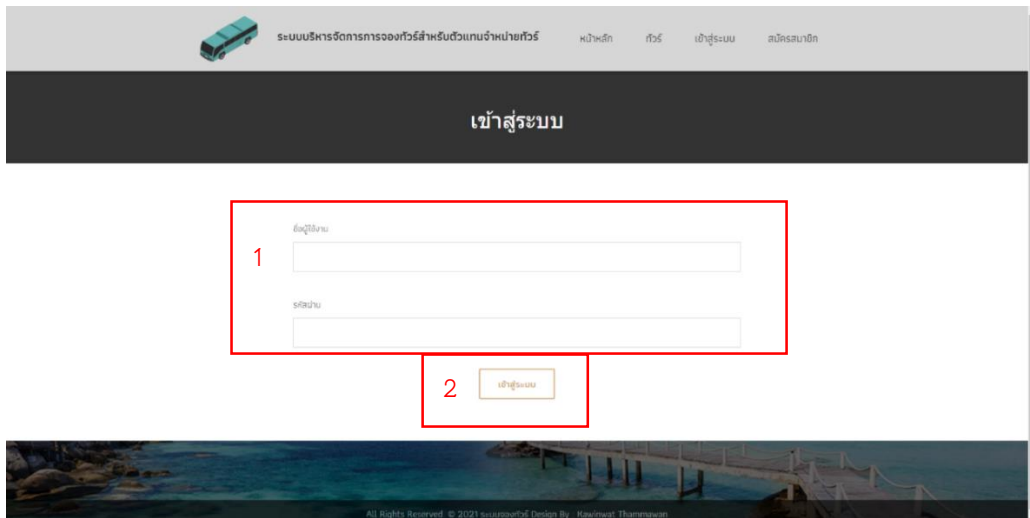 ระบบบริหารจัดการการจองทัวร์สำหรับตัวแทนจำหน่ายทัวร์ หน้าหลัก ทัวร์ เข้าสู่ระบบ สมัครสมาชิก
เข้าสู่ระบบ
ชื่อผู้ใช้งาน
1
รหัสผ่าน
2 เข้าสู่ระบบ
All Rights Reserved. © 2021 ระบบจองทัวร์ Design By : Kawinwat Thammawan